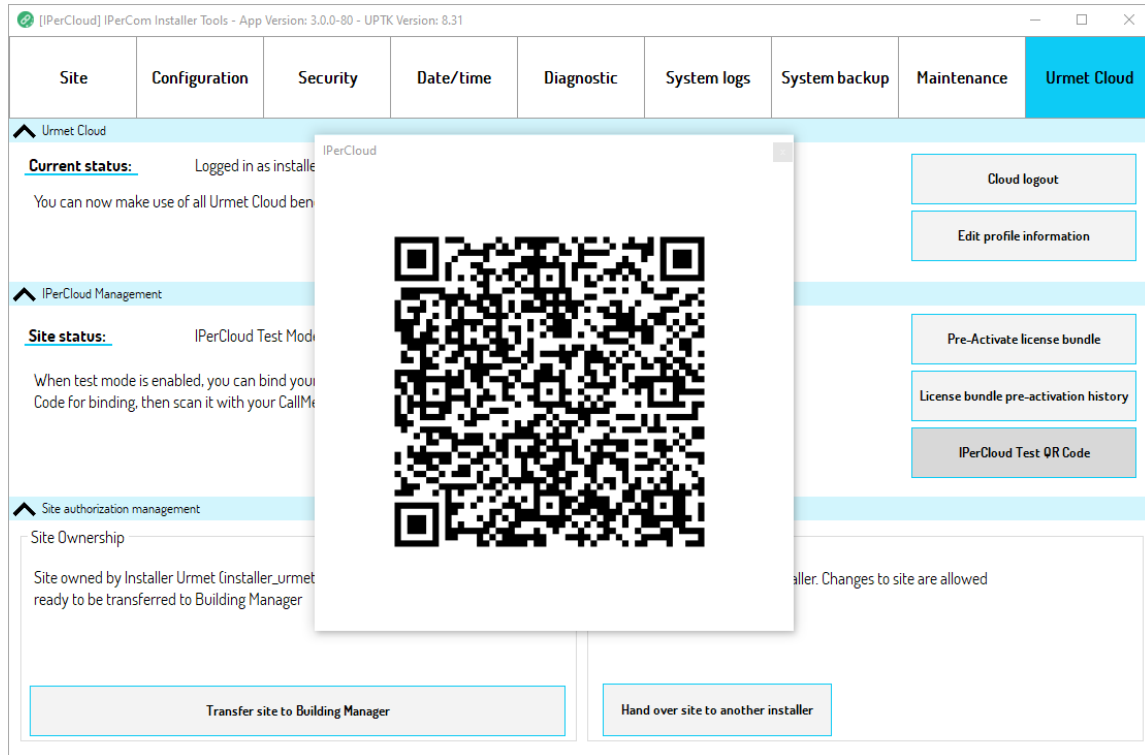 [IPerCloud] IPerCom Installer Tools - App Version: 3.0.0-80 - UPTK Version: 8.31
Site Configuration Security Date/time Diagnostic System logs System backup Maintenance Urmet Cloud
Urmet Cloud
IPerCloud
Current status: Logged in as installe
Cloud logout
You can now make use of all Urmet Cloud ben
Edit profile information
IPerCloud Management
Site status: IPerCloud Test Mod
Pre-Activate license bundle
When test mode is enabled, you can bind your
Code for binding, then scan it with your CallMe
License bundle pre-activation history
IPerCloud Test QR Code
Site authorization management
Site Ownership
Site owned by Installer Urmet (installer_urmet
ready to be transferred to Building Manager
aller. Changes to site are allowed
Transfer site to Building Manager
Hand over site to another installer